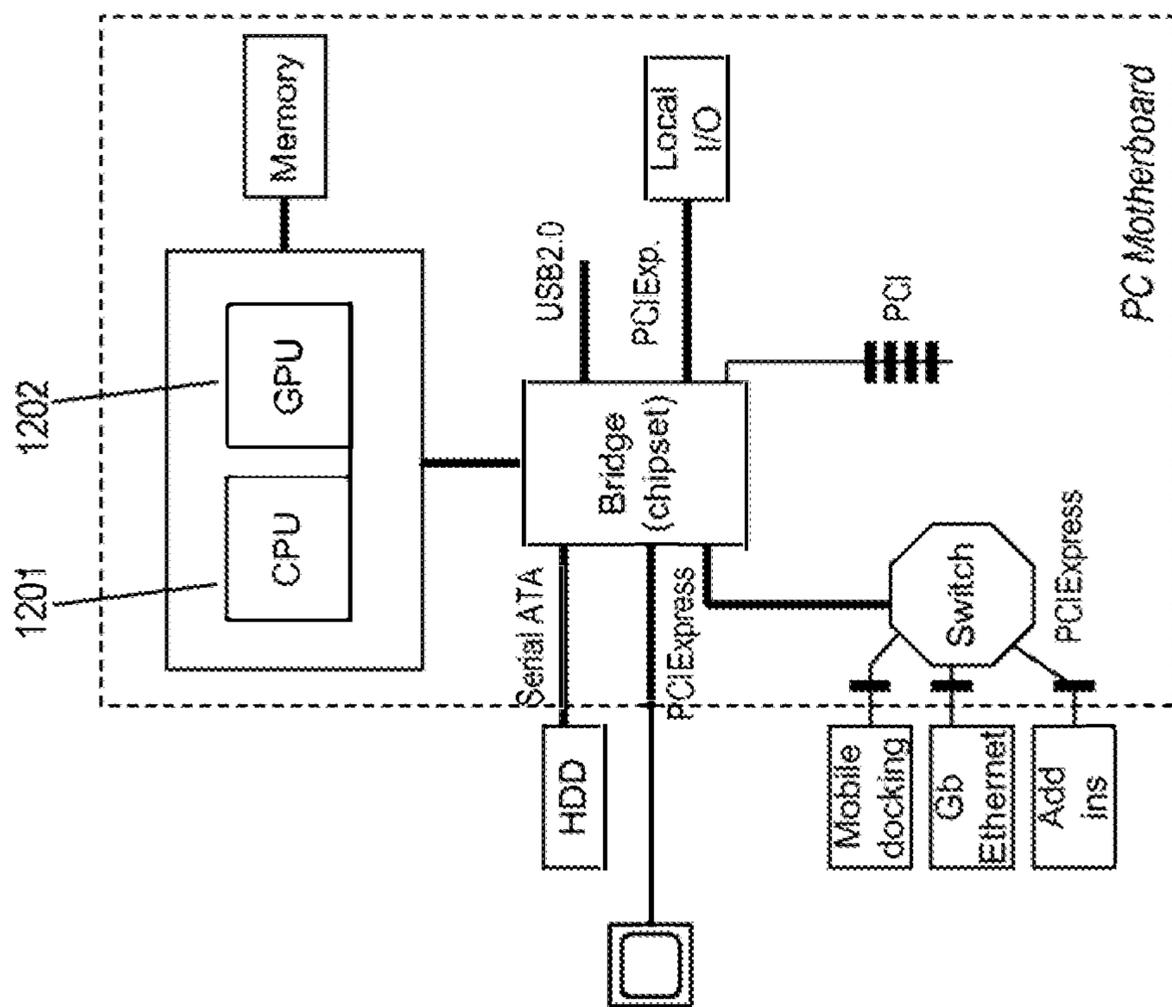 1201
1202
CPU
GPU
Memory
Serial ATA
USB2.0
HDD
Bridge
(chipset)
PCIExp.
Local
I/O
PCIExpress
PCI
Switch
Mobile
docking
Gb
Ethernet
Add
ins
PCIExpress
PC Motherboard